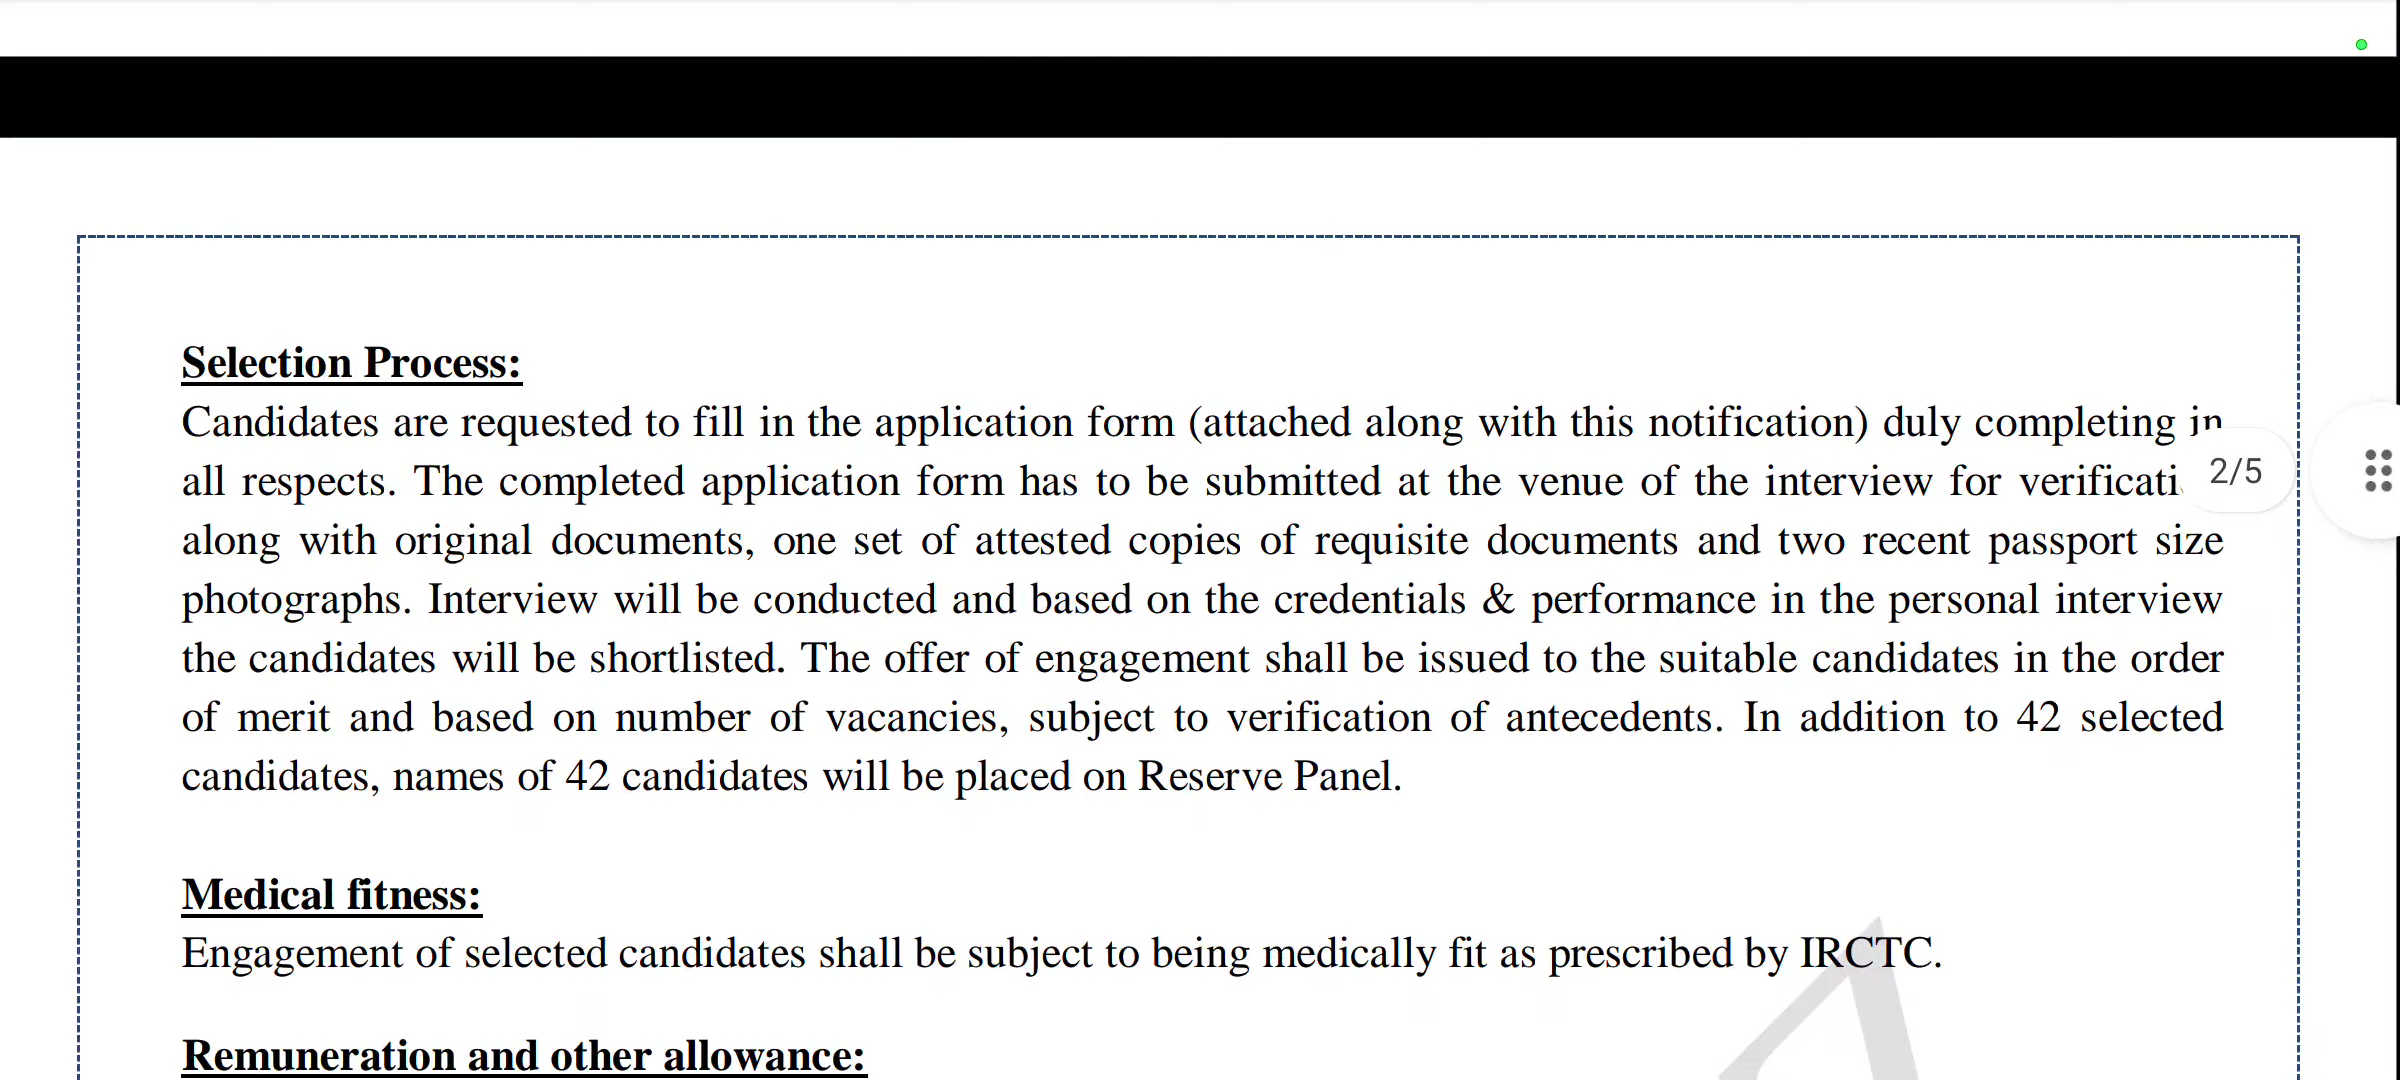 Selection Process:
Candidates are requested to fill in the application form (attached along with this notification) duly completing in
all respects. The completed application form has to be submitted at the venue of the interview for verificati
2/5
along with original documents, one set of attested copies of requisite documents and two recent passport size
photographs. Interview will be conducted and based on the credentials & performance in the personal interview
the candidates will be shortlisted. The offer of engagement shall be issued to the suitable candidates in the order
of merit and based on number of vacancies, subject to verification of antecedents. In addition to 42 selected
candidates, names of 42 candidates will be placed on Reserve Panel.
Medical fitness:
Engagement of selected candidates shall be subject to being medically fit as prescribed by IRCTC.
Remuneration and other allowance: